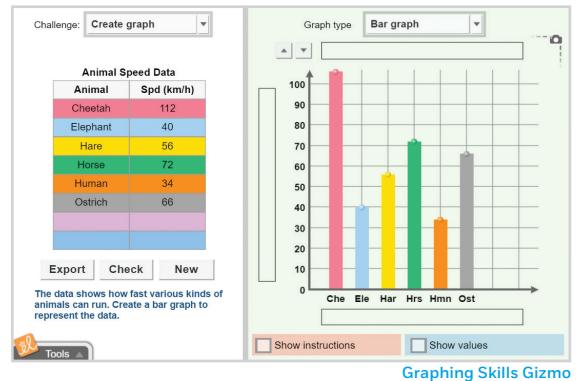 Challenge: Create graph
Animal Speed Data
Animal Spd (km/h)
Cheetah 112
Elephant 40
Hare 56
Horse 72
Human 34
Ostrich 66
Export Check New
The data shows how fast various kinds of
animals can run. Create a bar graph to
represent the data.
Tools
Graph type Bar graph
100
90
80
70
60
50
40
30
20
10
0
Che Ele Har Hrs Hmn Ost
Show instructions Show values
Graphing Skills Gizmo